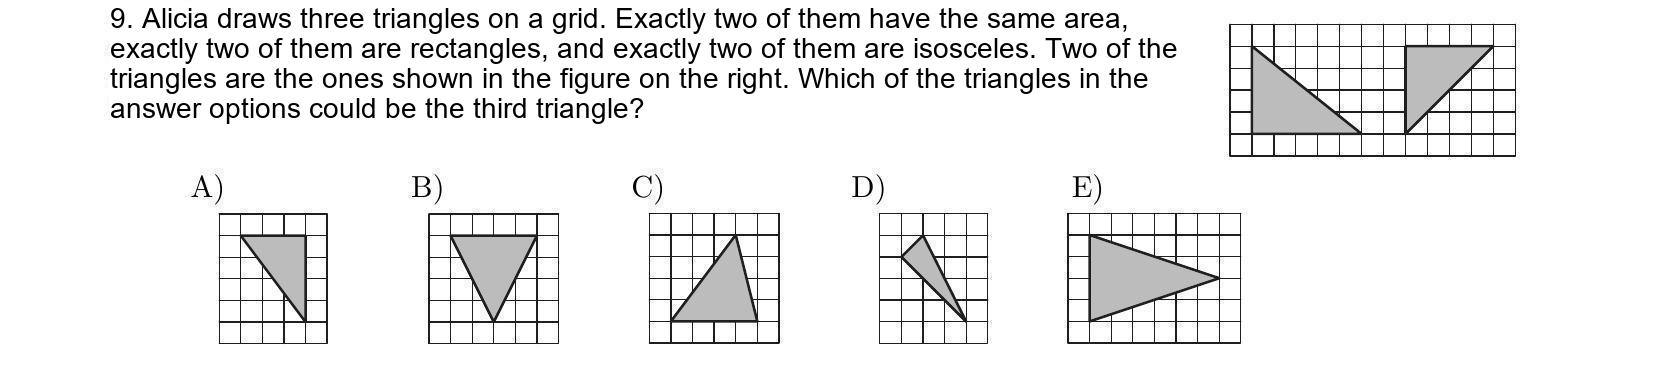 9. Alicia draws three triangles on a grid. Exactly two of them have the same area,
exactly two of them are rectangles, and exactly two of them are isosceles. Two of the
triangles are the ones shown in the figure on the right. Which of the triangles in the
answer options could be the third triangle?
A) B) C) D) E)